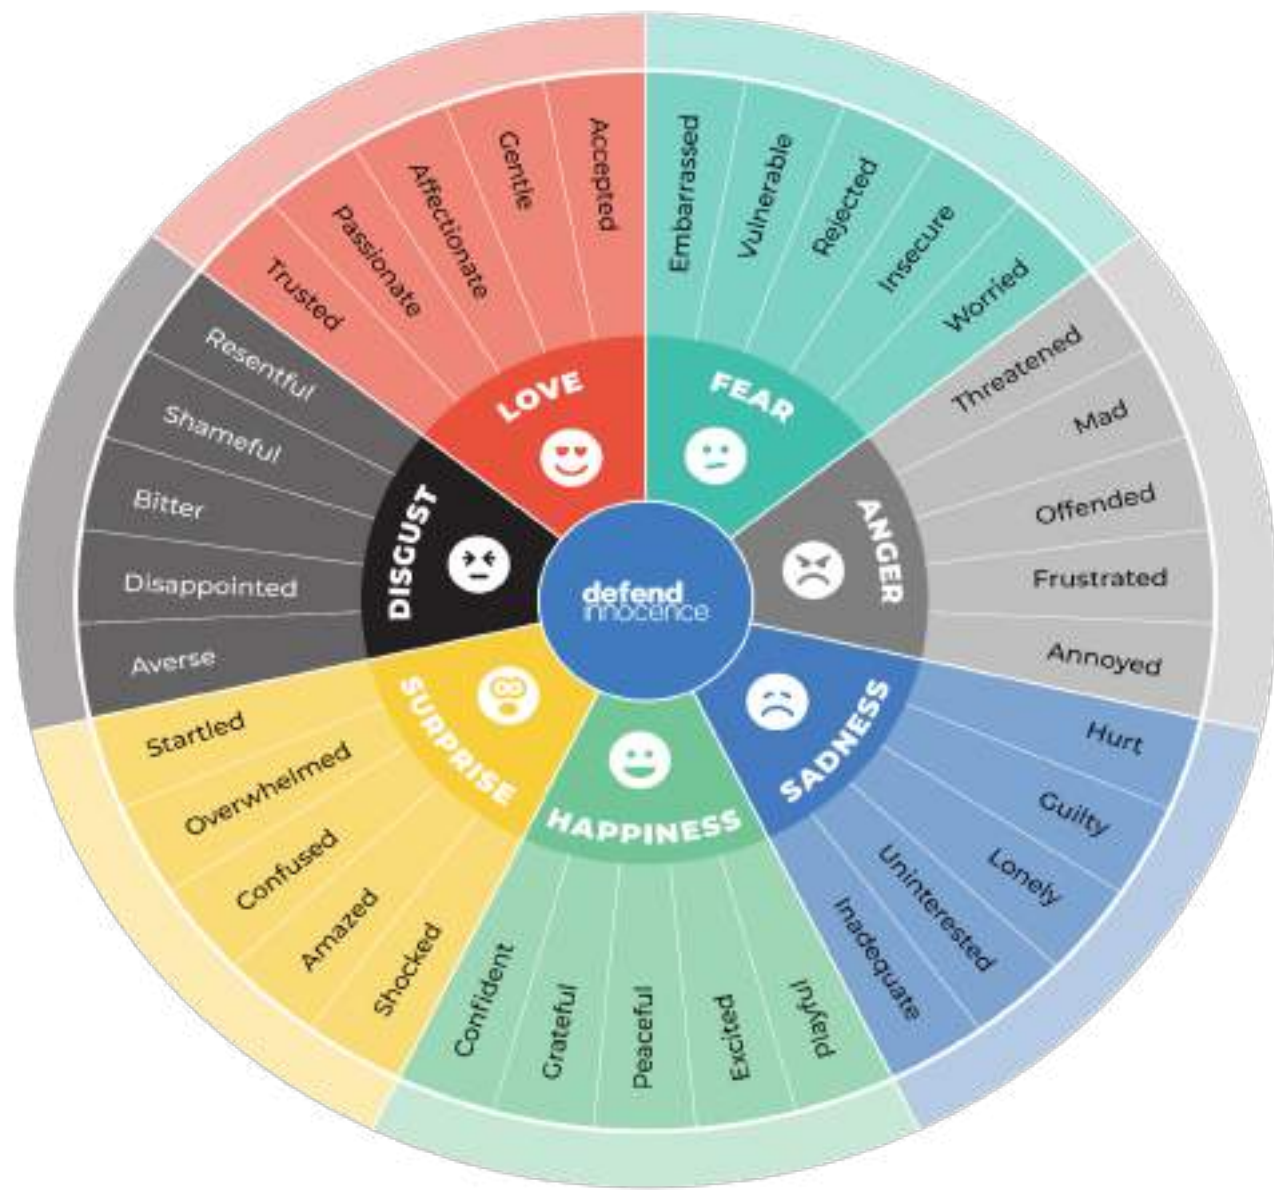 defend
innocence
LOVE
Trusted
Passionate
Affectionate
Gentle
Accepted
FEAR
Embarrassed
Vulnerable
Rejected
Insecure
Worried
ANGER
Threatened
Mad
Offended
Frustrated
Annoyed
SADNESS
Hurt
Guilty
Lonely
Uninterested
Inadequate
HAPPINESS
Playful
Excited
Peaceful
Grateful
Confident
SURPRISE
Shocked
Amazed
Confused
Overwhelmed
Startled
DISGUST
Averse
Disappointed
Bitter
Shameful
Resentful